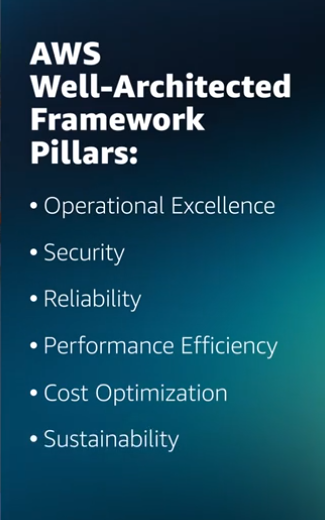 AWS
Well-Architected
Framework
Pillars:
• Operational Excellence
• Security
• Reliability
• Performance Efficiency
• Cost Optimization
• Sustainability